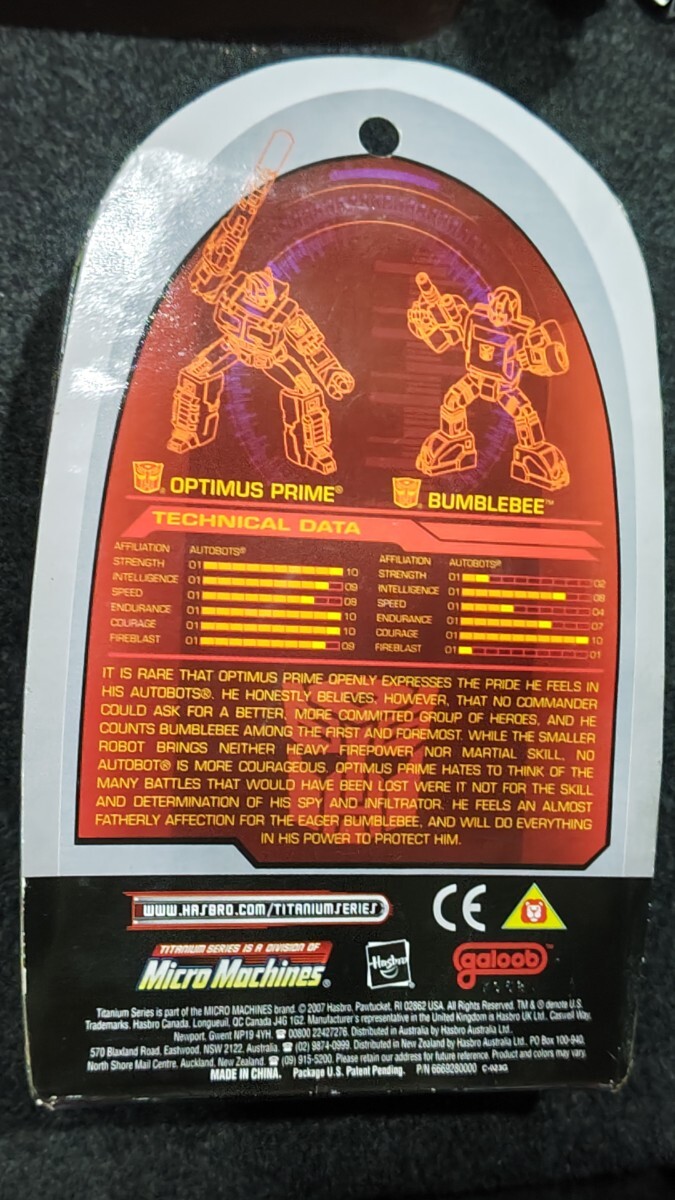 OPTIMUS PRIME®
BUMBLEBEE™
TECHNICAL DATA
AFFILIATION AUTOBOTS®
STRENGTH 01 10
INTELLIGENCE 01 09
SPEED 01 08
ENDURANCE 01 10
COURAGE 01 10
FIREBLAST 01 09
AFFILIATION AUTOBOTS®
STRENGTH 01 02
INTELLIGENCE 01 08
SPEED 01 04
ENDURANCE 01 07
COURAGE 01 10
FIREBLAST 01 01
IT IS RARE THAT OPTIMUS PRIME OPENLY EXPRESSES THE PRIDE HE FEELS IN
HIS AUTOBOTS®. HE HONESTLY BELIEVES, HOWEVER, THAT NO COMMANDER
COULD ASK FOR A BETTER, MORE COMMITTED GROUP OF HEROES, AND HE
COUNTS BUMBLEBEE AMONG THE FIRST AND FOREMOST. WHILE THE SMALLER
ROBOT BRINGS NEITHER HEAVY FIREPOWER NOR MARTIAL SKILL, NO
AUTOBOT® IS MORE COURAGEOUS. OPTIMUS PRIME HATES TO THINK OF THE
MANY BATTLES THAT WOULD HAVE BEEN LOST WERE IT NOT FOR THE SKILL
AND DETERMINATION OF HIS SPY AND INFILTRATOR. HE FEELS AN ALMOST
FATHERLY AFFECTION FOR THE EAGER BUMBLEBEE, AND WILL DO EVERYTHING
IN HIS POWER TO PROTECT HIM.
WWW.HASBRO.COM/TITANIUMSERIES
CE
TITANIUM SERIES IS A DIVISION OF
Micro Machines®
Hasbro
galoob™
Titanium Series is part of the MICRO MACHINES brand. © 2007 Hasbro, Pawtucket, RI 02862 USA. All Rights Reserved. TM & ® denote U.S.
Trademarks. Hasbro Canada, Longueuil, QC Canada J4G 1G2. Manufacturer's representative in the United Kingdom is Hasbro UK Ltd., Caswell Way,
Newport, Gwent NP19 4YH. ☎ 00800 22427276. Distributed in Australia by Hasbro Australia Ltd.,
570 Blaxland Road, Eastwood, NSW 2122, Australia. ☎ (02) 9874-0999. Distributed in New Zealand by Hasbro Australia Ltd., PO Box 100-940,
North Shore Mail Centre, Auckland, New Zealand. ☎ (09) 915-5200. Please retain our address for future reference. Product and colors may vary.
MADE IN CHINA. Package U.S. Patent Pending. P/N 6669280000 C-023G